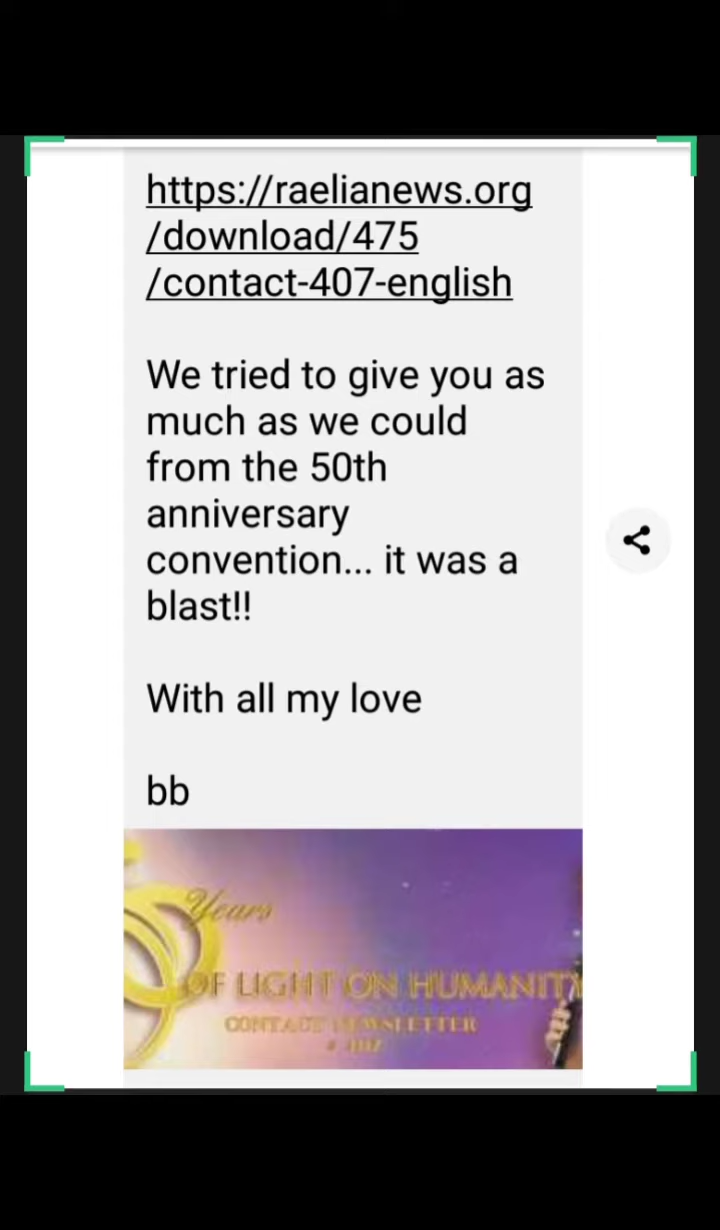 https://raelianews.org
/download/475
/contact-407-english
We tried to give you as
much as we could
from the 50th
anniversary
convention... it was a
blast!!
With all my love
bb
Years
OF LIGHT ON HUMANITY
CONTACT NEWSLETTER
# 407